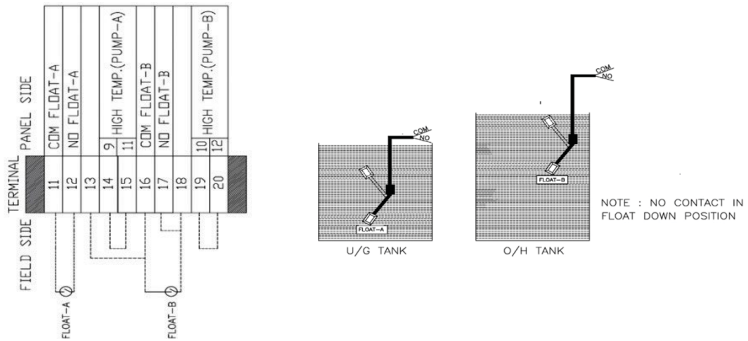 PANEL SIDE
COM FLOAT-A
NO FLOAT-A
9
11
HIGH TEMP.(PUMP-A)
COM FLOAT-B
NO FLOAT-B
10
12
HIGH TEMP.(PUMP-B)
TERMINAL
11
12
13
14
15
16
17
18
19
20
FIELD SIDE
FLOAT-A
FLOAT-B
COM
NO
FLOAT-A
U/G TANK
COM
NO
FLOAT-B
O/H TANK
NOTE : NO CONTACT IN
FLOAT DOWN POSITION